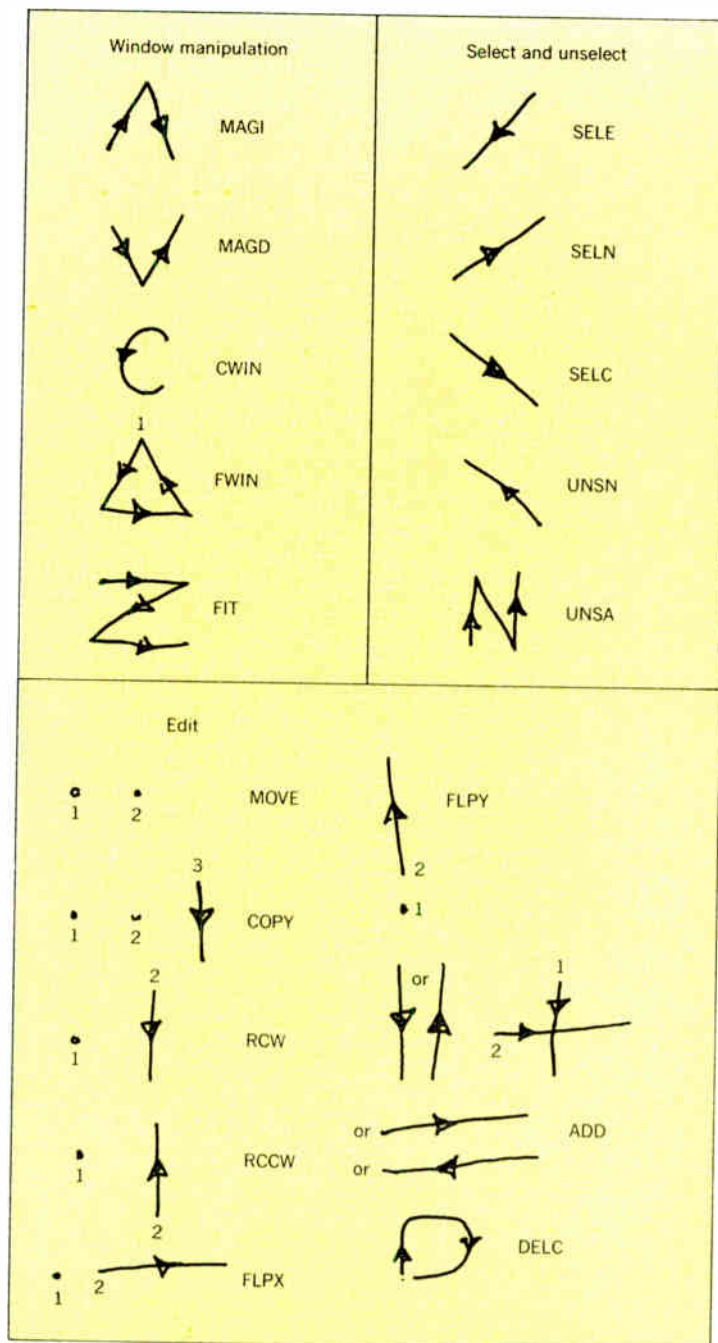 Window manipulation
MAGI
MAGD
CWIN
1
FWIN
FIT
Select and unselect
SELE
SELN
SELC
UNSN
UNSA
Edit
1 2 MOVE
3
1 2 COPY
2
1 RCW
1 RCCW
2
1 2 FLPX
FLPY
2
1
or 1
2
or ADD
or
DELC